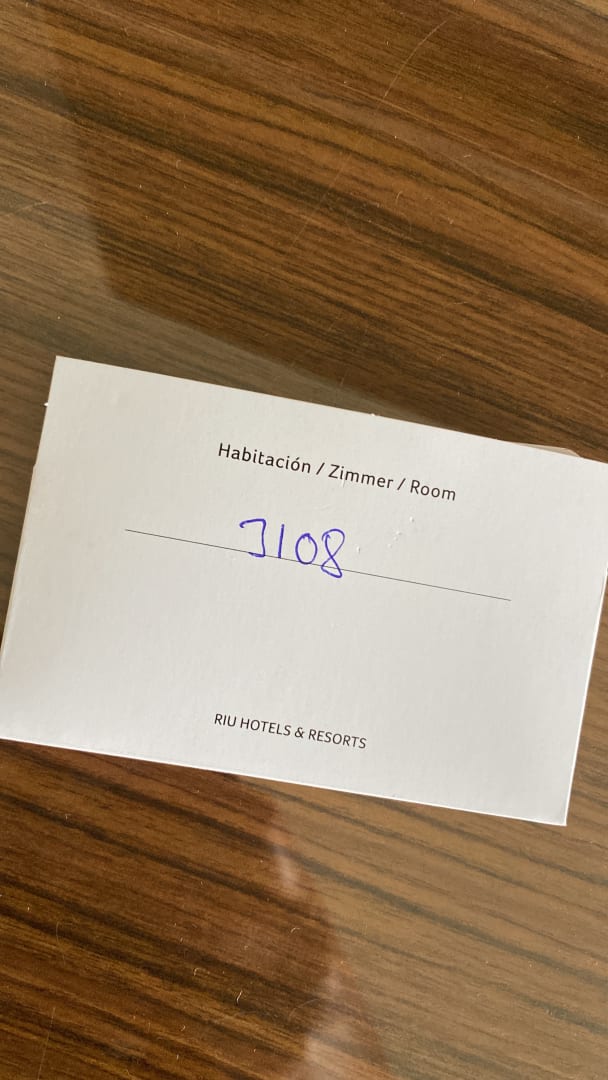 Habitación / Zimmer / Room
J108
RIU HOTELS & RESORTS